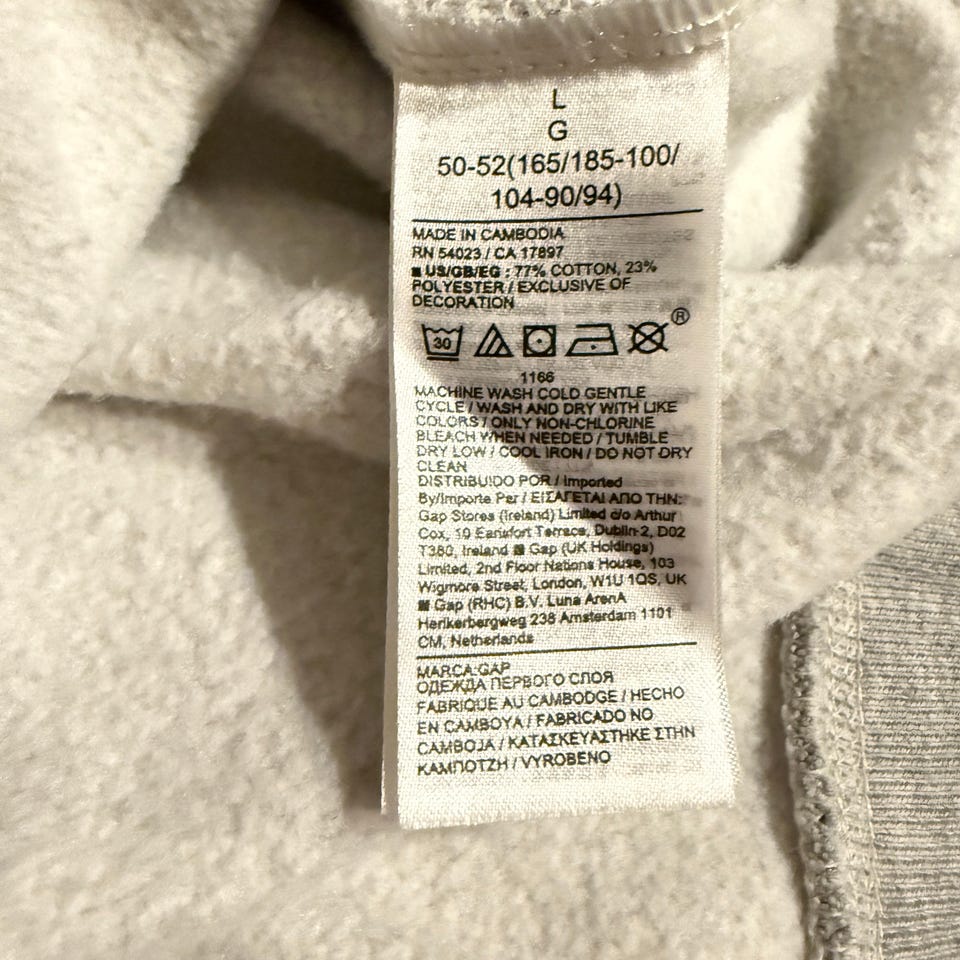 L
G
50-52(165/185-100/
104-90/94)
MADE IN CAMBODIA
RN 54023 / CA 17897
■ US/GB/EG : 77% COTTON, 23%
POLYESTER / EXCLUSIVE OF
DECORATION
30
®
1166
MACHINE WASH COLD GENTLE
CYCLE / WASH AND DRY WITH LIKE
COLORS / ONLY NON-CHLORINE
BLEACH WHEN NEEDED / TUMBLE
DRY LOW / COOL IRON / DO NOT DRY
CLEAN
DISTRIBUIDO POR / Imported
By/Importe Par / ΕΙΣΑΓΕΤΑΙ ΑΠΟ ΤΗΝ:
Gap Stores (Ireland) Limited c/o Arthur
Cox, 10 Earlsfort Terrace, Dublin 2, D02
T380, Ireland ■ Gap (UK Holdings)
Limited, 2nd Floor Nations House, 103
Wigmore Street, London, W1U 1QS, UK
■ Gap (RHC) B.V. Luna ArenA
Herikerbergweg 238 Amsterdam 1101
CM, Netherlands
MARCA:GAP
ОДЕЖДА ПЕРВОГО СЛОЯ
FABRIQUE AU CAMBODGE / HECHO
EN CAMBOYA / FABRICADO NO
CAMBOJA / ΚΑΤΑΣΚΕΥΑΣΤΗΚΕ ΣΤΗΝ
ΚΑΜΠΟΤΖΗ / VYROBENO